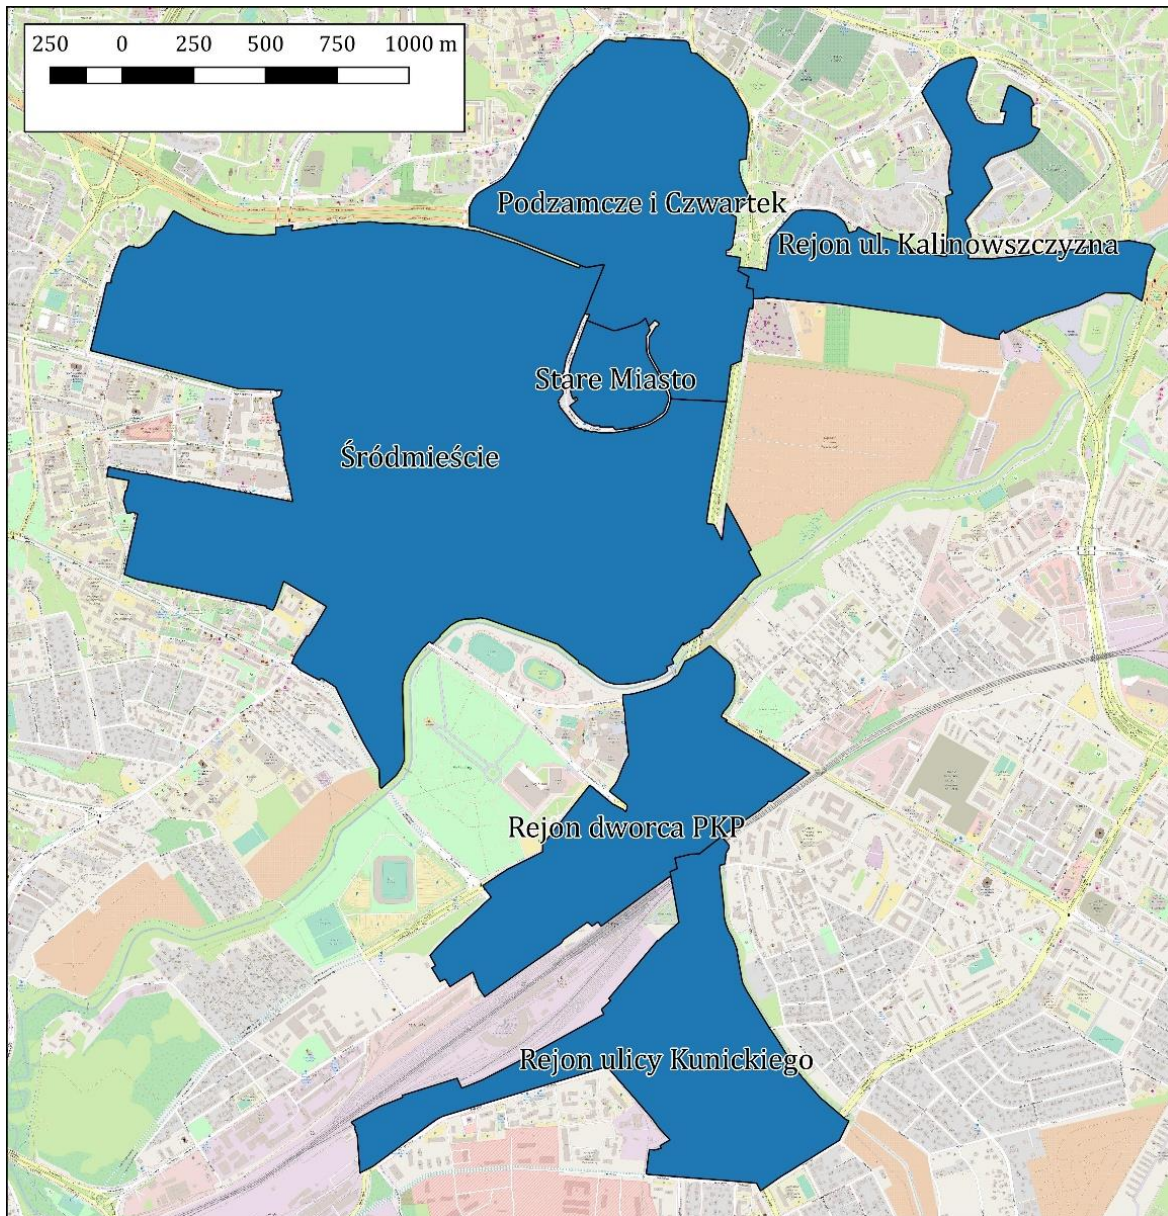 250 0 250 500 750 1000 m
Podzamcze i Czwartek
Rejon ul. Kalinowszczyzna
Stare Miasto
Śródmieście
Rejon dworca PKP
Rejon ulicy Kunickiego